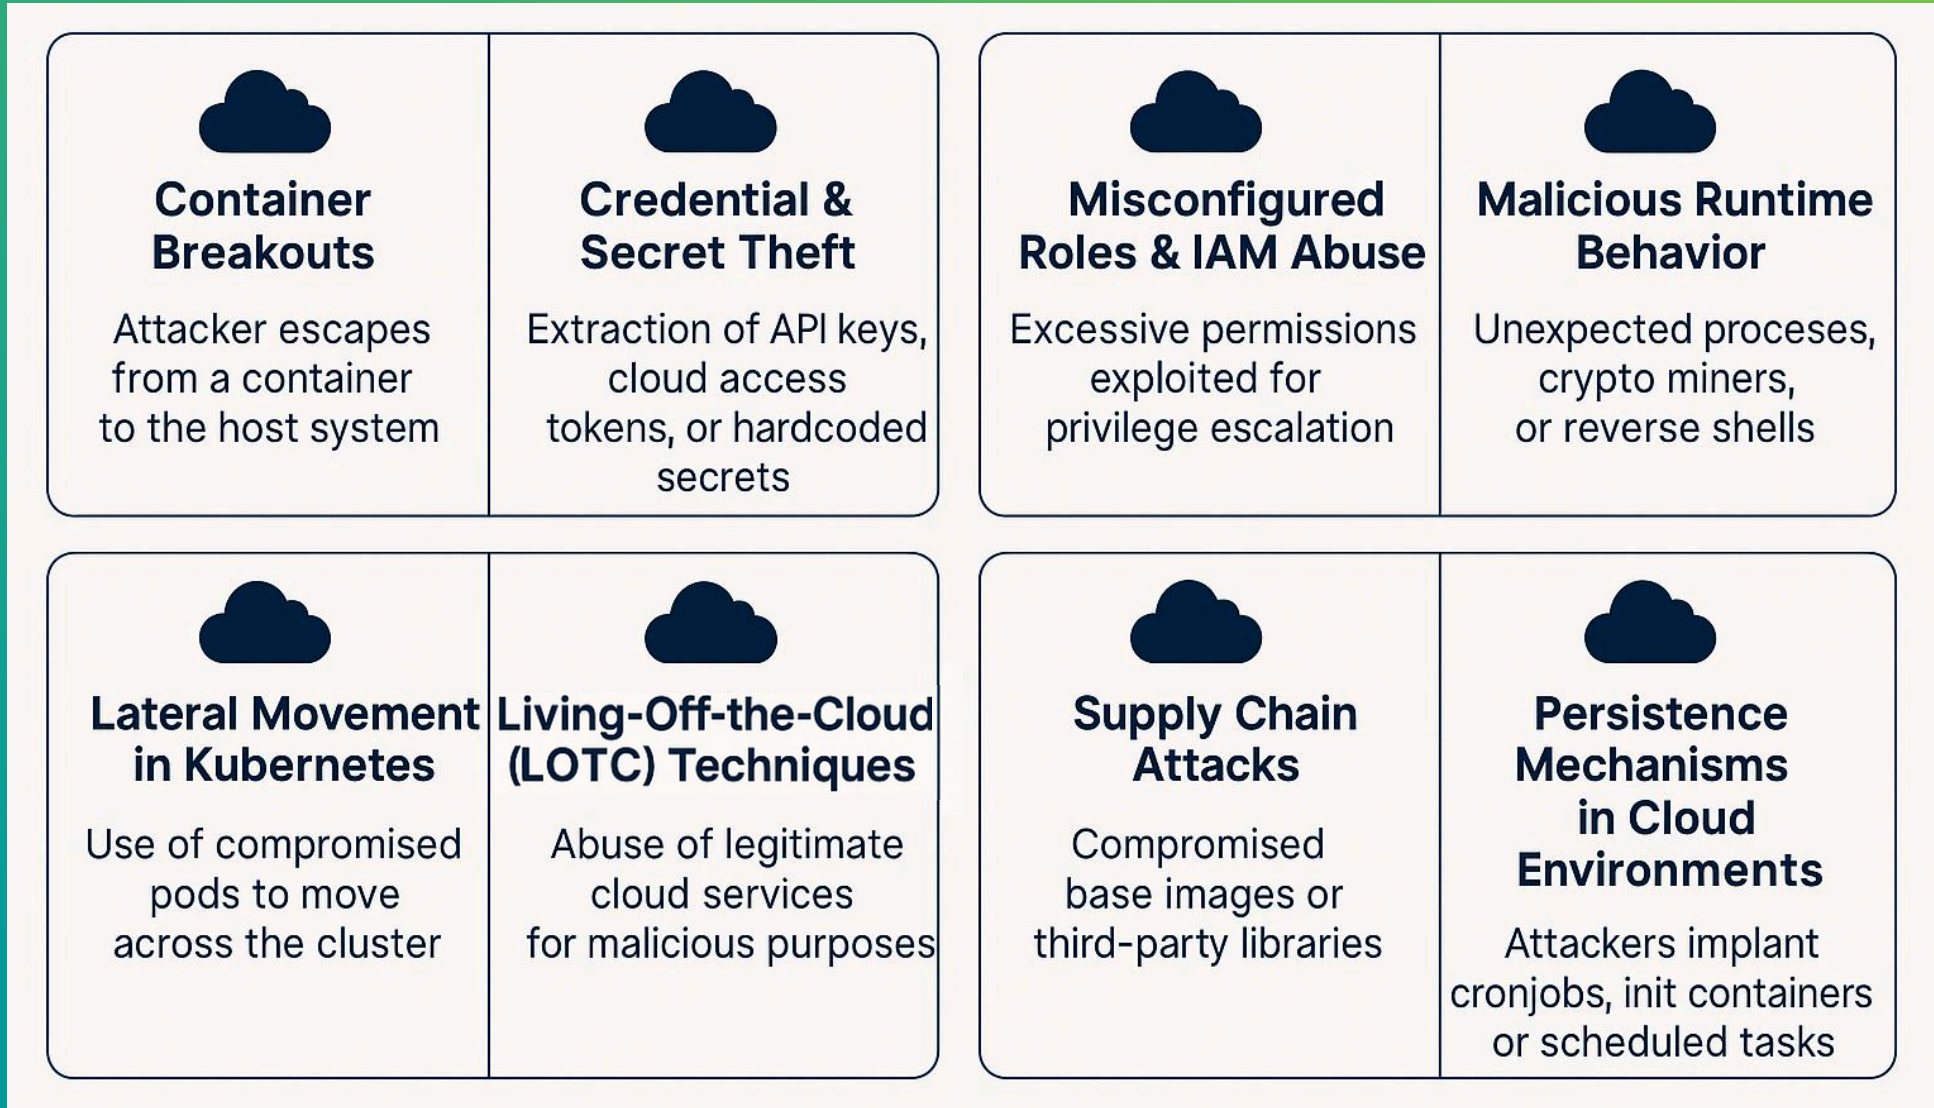 Container
Breakouts
Attacker escapes
from a container
to the host system
Credential &
Secret Theft
Extraction of API keys,
cloud access
tokens, or hardcoded
secrets
Misconfigured
Roles & IAM Abuse
Excessive permissions
exploited for
privilege escalation
Malicious Runtime
Behavior
Unexpected proceses,
crypto miners,
or reverse shells
Lateral Movement
in Kubernetes
Use of compromised
pods to move
across the cluster
Living-Off-the-Cloud
(LOTC) Techniques
Abuse of legitimate
cloud services
for malicious purposes
Supply Chain
Attacks
Compromised
base images or
third-party libraries
Persistence
Mechanisms
in Cloud
Environments
Attackers implant
cronjobs, init containers
or scheduled tasks